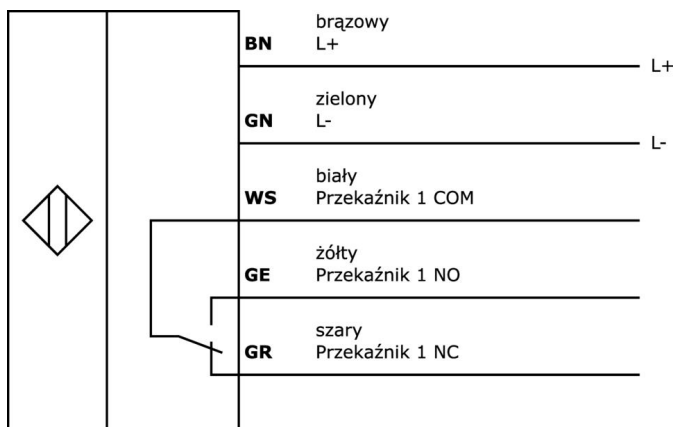 brązowy
BN L+
L+
zielony
GN L-
L-
biały
WS Przekaźnik 1 COM
żółty
GE Przekaźnik 1 NO
szary
GR Przekaźnik 1 NC